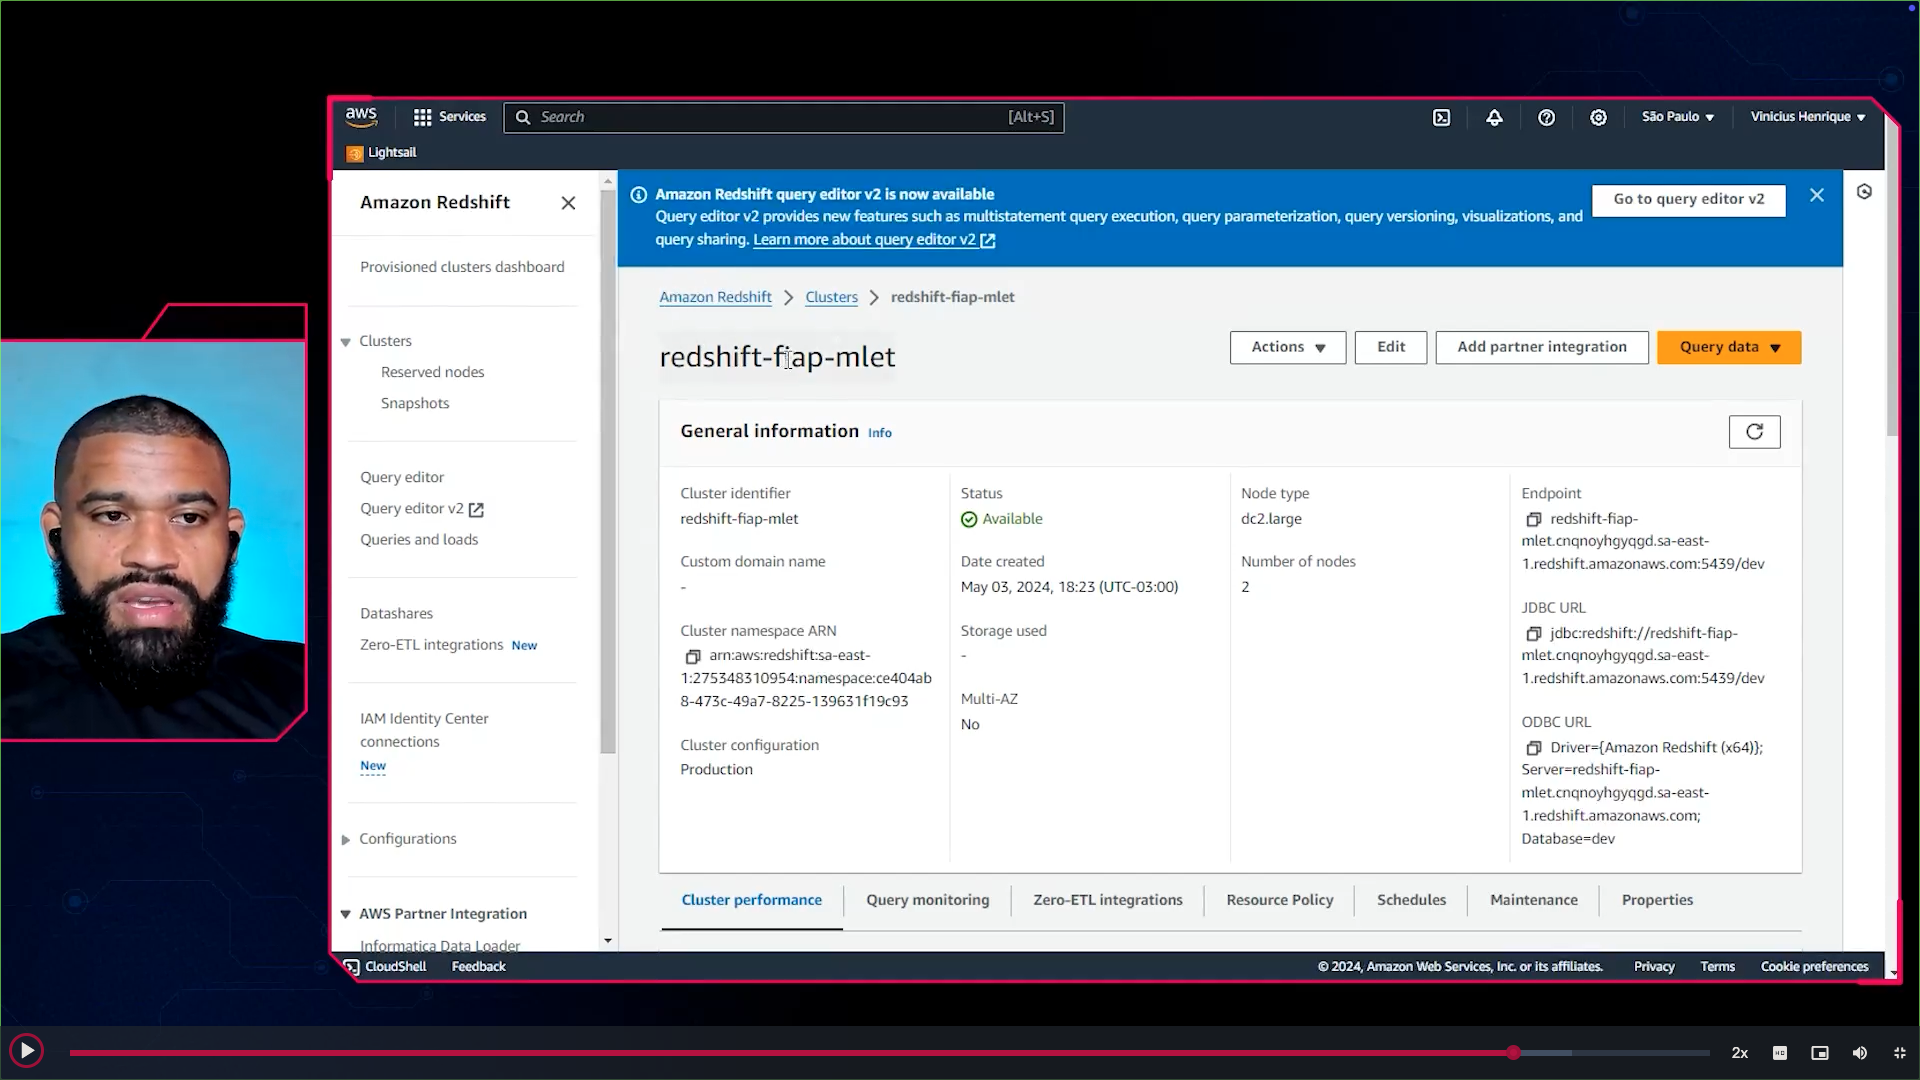 aws
Services
Search
[Alt+S]
São Paulo
Vinicius Henrique
Lightsail
Amazon Redshift
Provisioned clusters dashboard
Clusters
Reserved nodes
Snapshots
Query editor
Query editor v2
Queries and loads
Datashares
Zero-ETL integrations New
IAM Identity Center
connections
New
Configurations
AWS Partner Integration
Informatica Data Loader
Amazon Redshift query editor v2 is now available
Query editor v2 provides new features such as multistatement query execution, query parameterization, query versioning, visualizations, and
query sharing. Learn more about query editor v2
Go to query editor v2
Amazon Redshift
Clusters
redshift-fiap-mlet
redshift-fiap-mlet
Actions
Edit
Add partner integration
Query data
General information Info
Cluster identifier
redshift-fiap-mlet
Custom domain name
-
Cluster namespace ARN
arn:aws:redshift:sa-east-
1:275348310954:namespace:ce404ab
8-473c-49a7-8225-139631f19c93
Cluster configuration
Production
Status
Available
Date created
May 03, 2024, 18:23 (UTC-03:00)
Storage used
-
Multi-AZ
No
Node type
dc2.large
Number of nodes
2
Endpoint
redshift-fiap-
mlet.cnqnoyhgyqgd.sa-east-
1.redshift.amazonaws.com:5439/dev
JDBC URL
jdbc:redshift://redshift-fiap-
mlet.cnqnoyhgyqgd.sa-east-
1.redshift.amazonaws.com:5439/dev
ODBC URL
Driver={Amazon Redshift (x64)};
Server=redshift-fiap-
mlet.cnqnoyhgyqgd.sa-east-
1.redshift.amazonaws.com;
Database=dev
Cluster performance
Query monitoring
Zero-ETL integrations
Resource Policy
Schedules
Maintenance
Properties
CloudShell
Feedback
© 2024, Amazon Web Services, Inc. or its affiliates.
Privacy
Terms
Cookie preferences
2x
HD